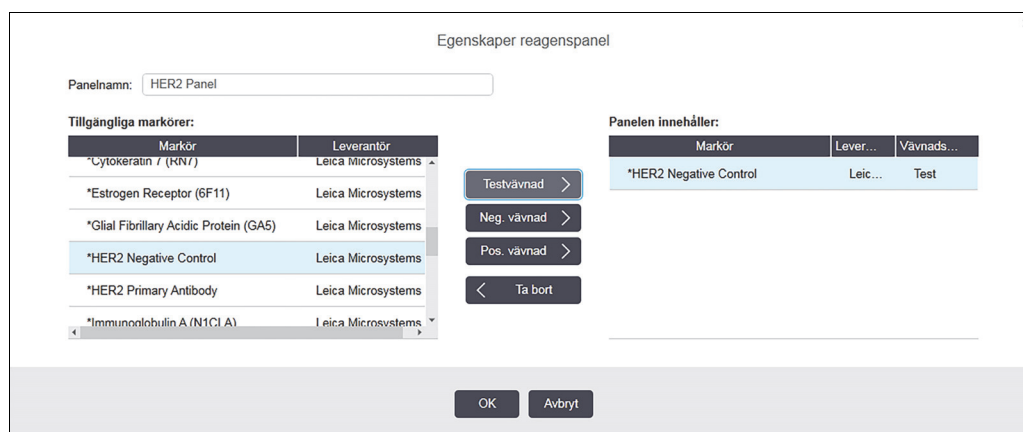 Egenskaper reagenspanel
Panelnamn: HER2 Panel
Tillgängliga markörer:
Markör Leverantör
*Cytokeratin 7 (RN7) Leica Microsystems
*Estrogen Receptor (6F11) Leica Microsystems
*Glial Fibrillary Acidic Protein (GA5) Leica Microsystems
*HER2 Negative Control Leica Microsystems
*HER2 Primary Antibody Leica Microsystems
*Immunoglobulin A (N1CLA) Leica Microsystems
Testvävnad
Neg. vävnad
Pos. vävnad
Ta bort
Panelen innehåller:
Markör Lever... Vävnads...
*HER2 Negative Control Leic... Test
OK Avbryt